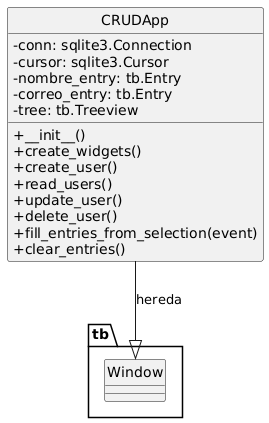 CRUDApp
-conn: sqlite3.Connection
-cursor: sqlite3.Cursor
-nombre_entry: tb.Entry
-correo_entry: tb.Entry
-tree: tb.Treeview
+__init__()
+create_widgets()
+create_user()
+read_users()
+update_user()
+delete_user()
+fill_entries_from_selection(event)
+clear_entries()
hereda
tb
Window